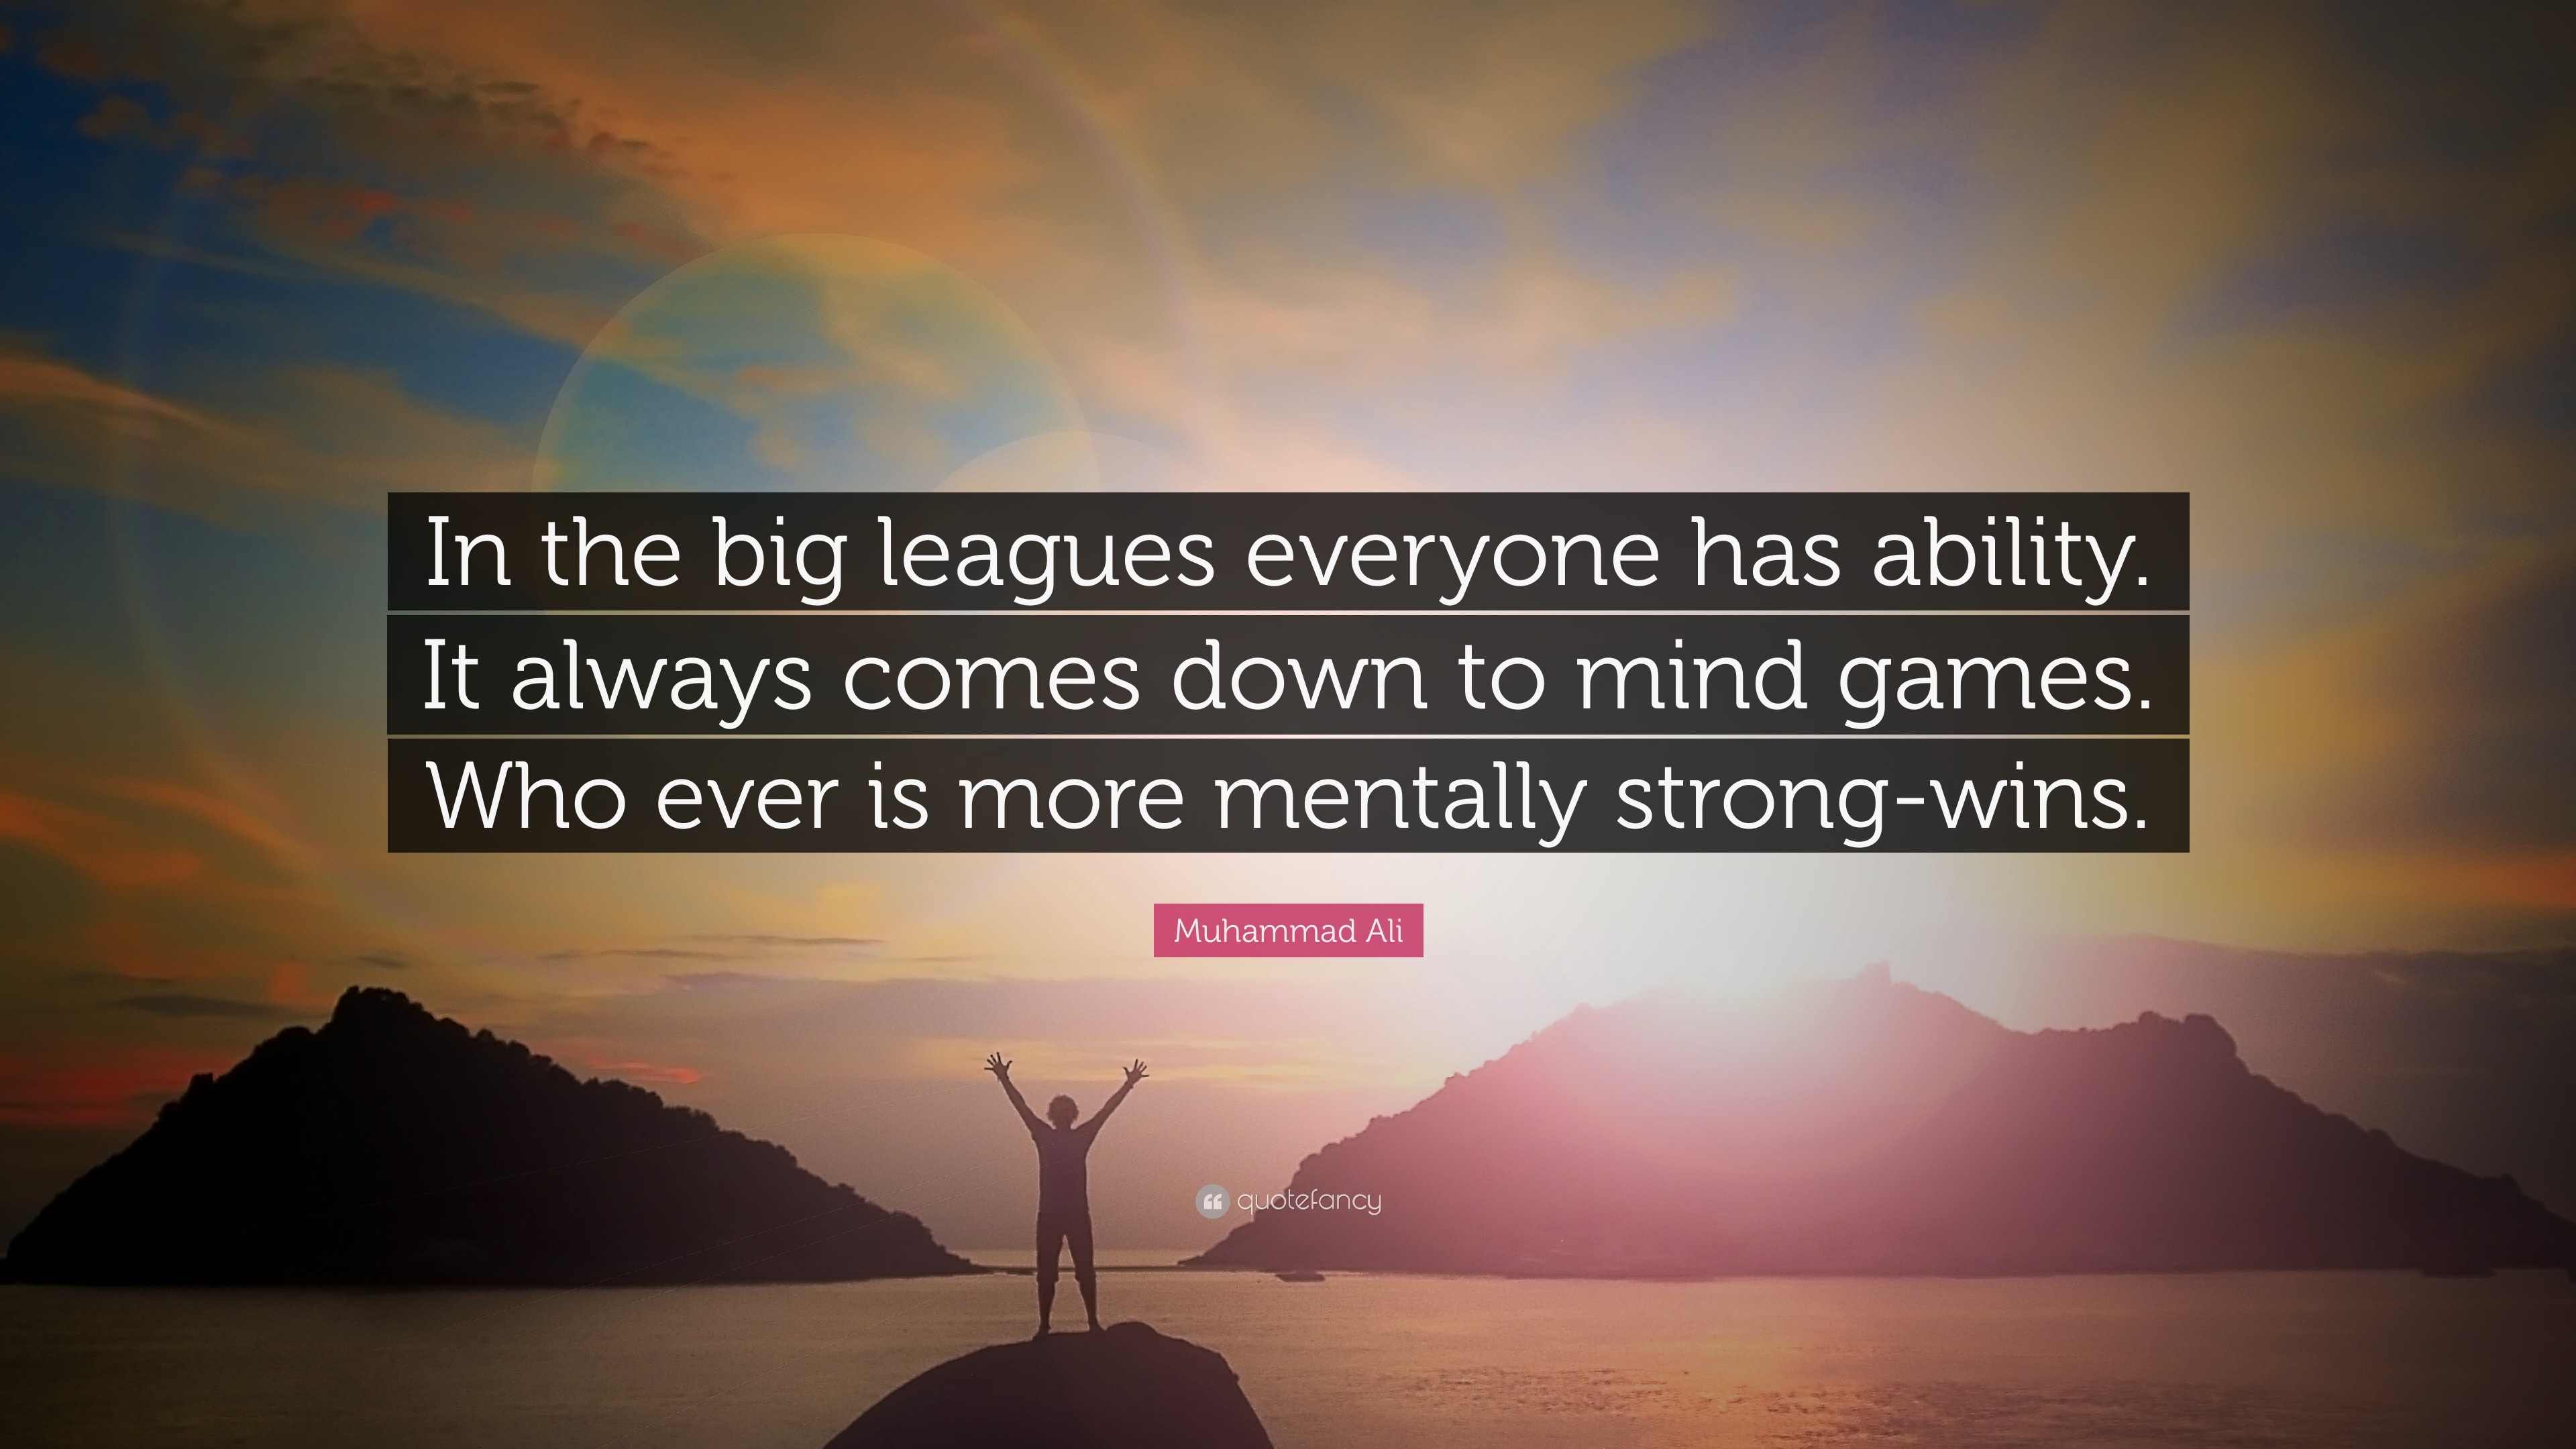 In the big leagues everyone has ability.
It always comes down to mind games.
Who ever is more mentally strong-wins.
Muhammad Ali
quotefancy